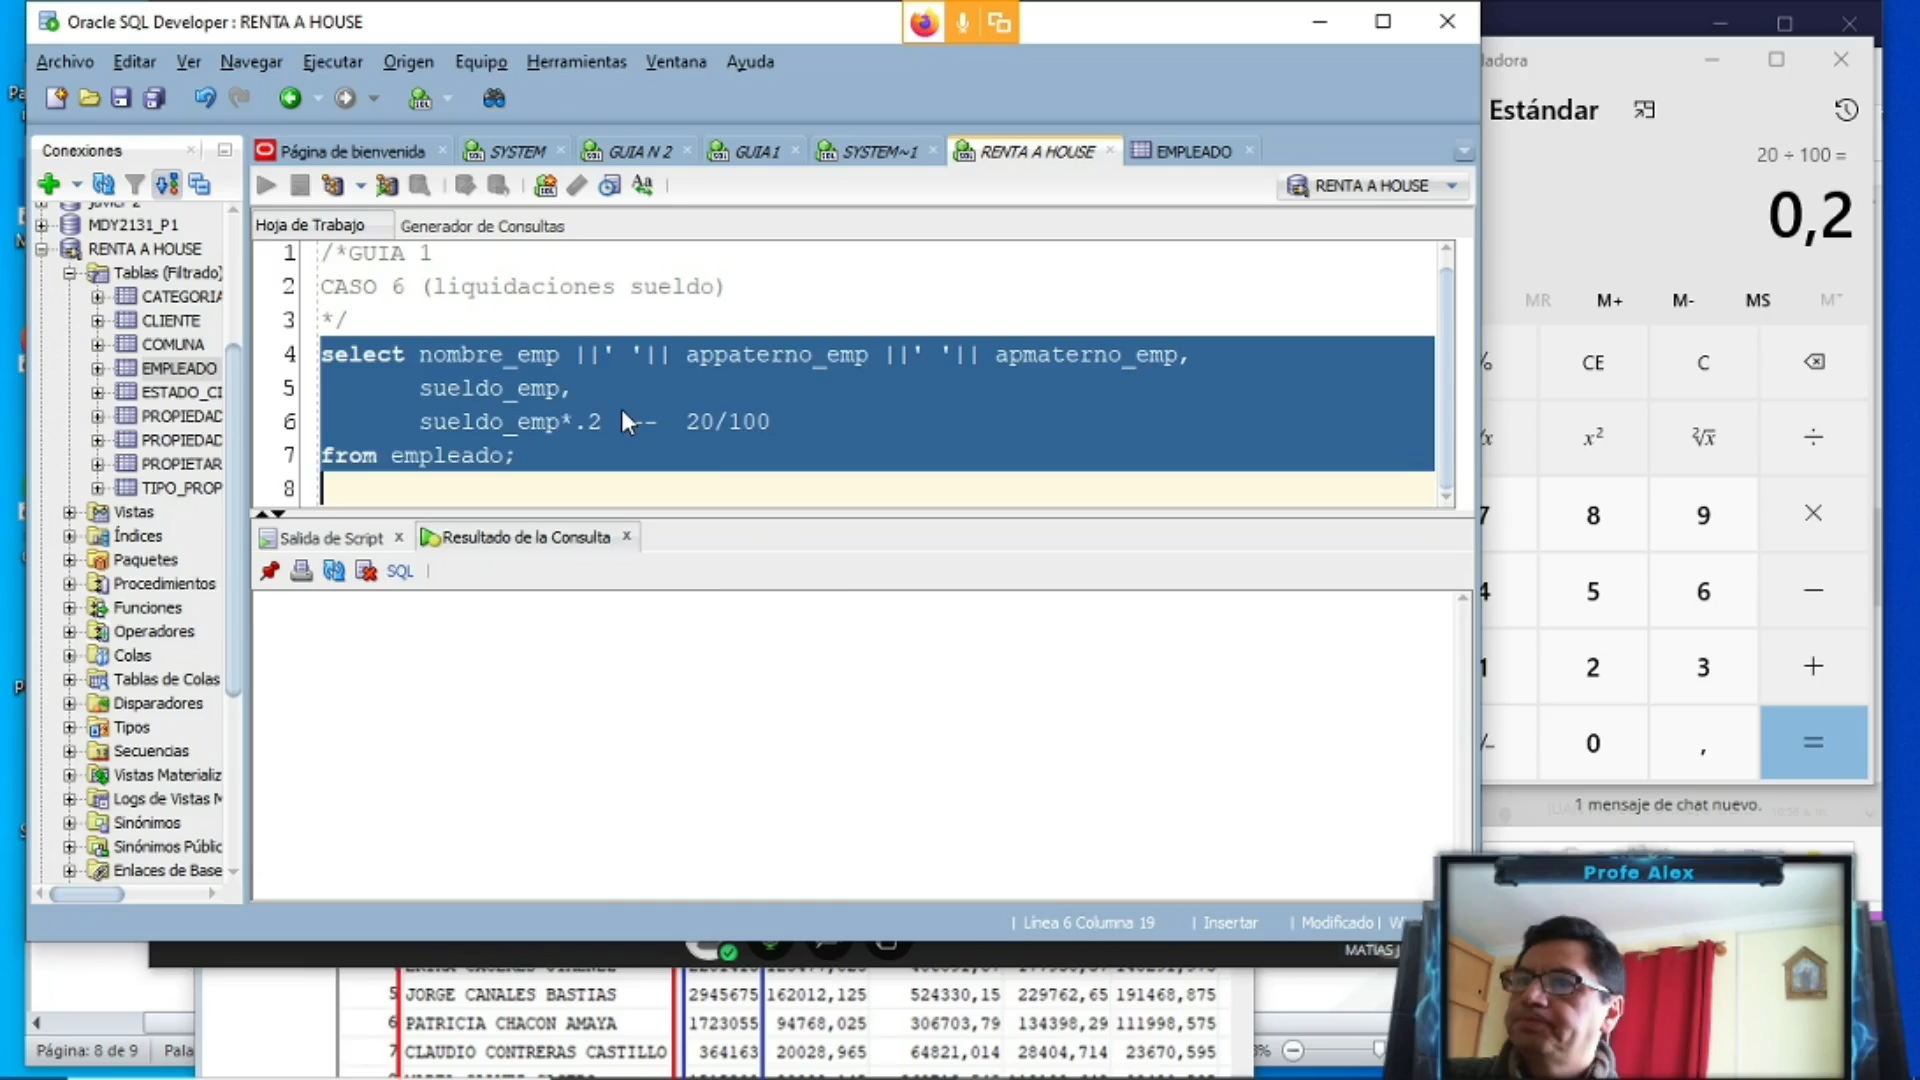 Oracle SQL Developer : RENTA A HOUSE
Archivo Editar Ver Navegar Ejecutar Origen Equipo Herramientas Ventana Ayuda
Conexiones
Página de bienvenida
SYSTEM
GUIA N 2
GUIA1
SYSTEM~1
RENTA A HOUSE
EMPLEADO
RENTA A HOUSE
MDY2131_P1
RENTA A HOUSE
Tablas (Filtrado)
CATEGORIA
CLIENTE
COMUNA
EMPLEADO
ESTADO_CI
PROPIEDAD
PROPIEDAD
PROPIETAR
TIPO_PROP
Vistas
Índices
Paquetes
Procedimientos
Funciones
Operadores
Colas
Tablas de Colas
Disparadores
Tipos
Secuencias
Vistas Materializ
Logs de Vistas M
Sinónimos
Sinónimos Públic
Enlaces de Base
Hoja de Trabajo Generador de Consultas
1 /*GUIA 1
2 CASO 6 (liquidaciones sueldo)
3 */
4 select nombre_emp ||' '|| appaterno_emp ||' '|| apmaterno_emp,
5 sueldo_emp,
6 sueldo_emp*.2 -- 20/100
7 from empleado;
8
Salida de Script
Resultado de la Consulta
SQL
Línea 6 Columna 19 | Insertar | Modificado |
MATIAS
5 JORGE CANALES BASTIAS 2945675 162012,125 524330,15 229762,65 191468,875
6 PATRICIA CHACON AMAYA 1723055 94768,025 306703,79 134398,29 111998,575
7 CLAUDIO CONTRERAS CASTILLO 364163 20028,965 64821,014 28404,714 23670,595
Página: 8 de 9 Pala
ladora
Estándar
20 ÷ 100 =
0,2
MR M+ M- MS
CE C
x²
²√x ÷
7 8 9 ×
4 5 6 −
1 2 3 +
0 , =
1 mensaje de chat nuevo.
Profe Alex